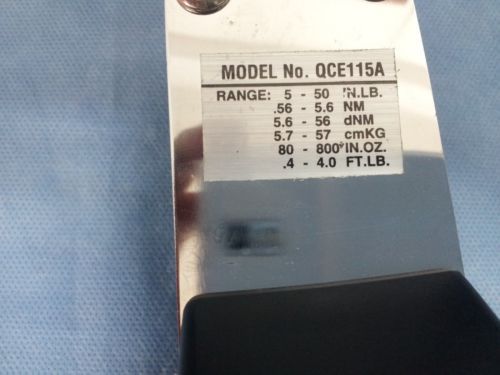 MODEL No. QCE115A
RANGE: 5 - 50 IN.LB.
.56 - 5.6 NM
5.6 - 56 dNM
5.7 - 57 cmKG
80 - 800 IN.OZ.
.4 - 4.0 FT.LB.